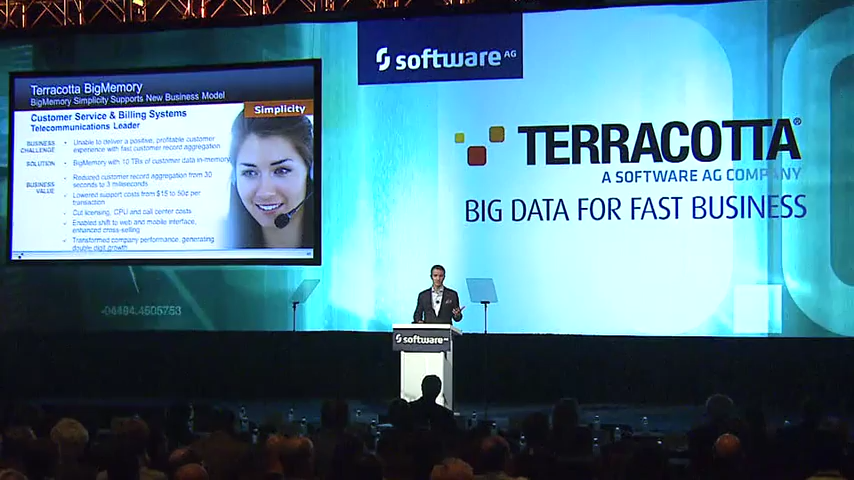 software AG
Terracotta BigMemory
BigMemory Simplicity Supports New Business Model
Simplicity
Customer Service & Billing Systems
Telecommunications Leader
BUSINESS CHALLENGE
Unable to deliver a positive, profitable customer
experience with fast customer record aggregation
SOLUTION
BigMemory with 10 TBs of customer data in-memory
BUSINESS VALUE
Reduced customer record aggregation from 30
seconds to 3 milliseconds
Lowered support costs from $15 to 50¢ per
transaction
Cut licensing, CPU and call center costs
Enabled shift to web and mobile interface,
enhanced cross-selling
Transformed company performance, generating
double digit growth
TERRACOTTA®
A SOFTWARE AG COMPANY
BIG DATA FOR FAST BUSINESS
software AG